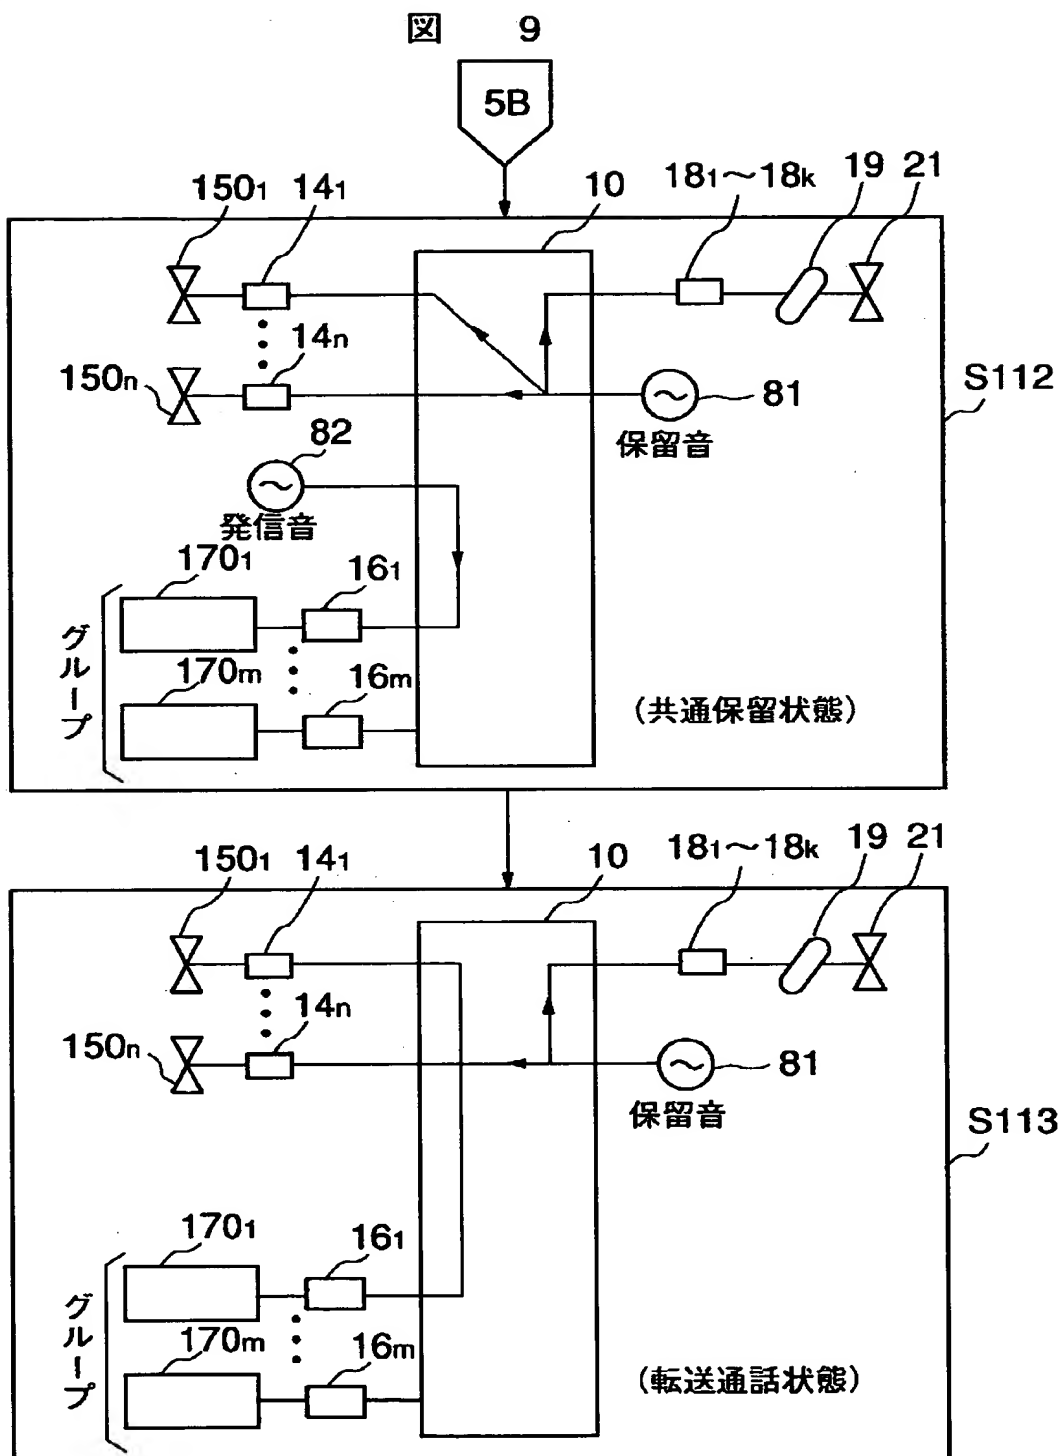 図 9
5B
150₁ 14₁ 10 18₁～18k 19 21
14n
150n 81 S112
保留音
82
発信音
170₁ 16₁
グループ
170m 16m
(共通保留状態)
150₁ 14₁ 10 18₁～18k 19 21
14n
150n 81
保留音 S113
170₁ 16₁
グループ
170m 16m
(転送通話状態)